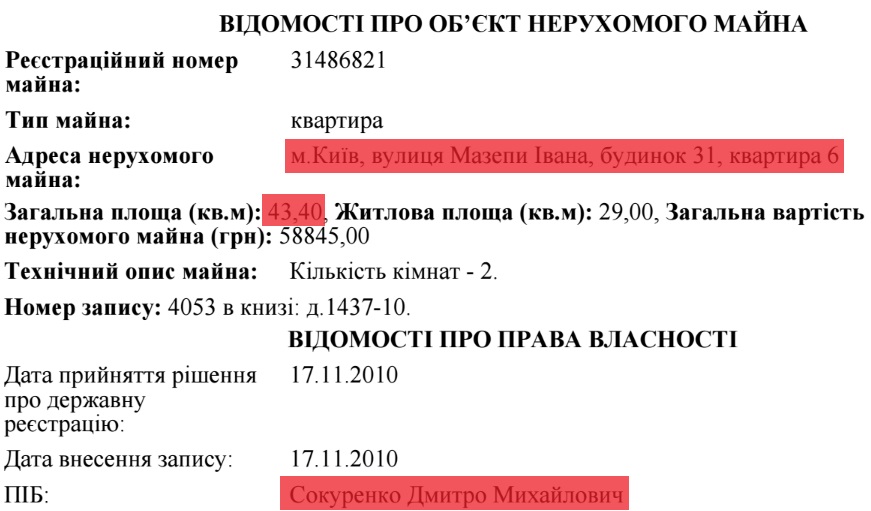 ВІДОМОСТІ ПРО ОБ’ЄКТ НЕРУХОМОГО МАЙНА
Реєстраційний номер майна: 31486821
Тип майна: квартира
Адреса нерухомого майна: м.Київ, вулиця Мазепи Івана, будинок 31, квартира 6
Загальна площа (кв.м): 43,40, Житлова площа (кв.м): 29,00, Загальна вартість
нерухомого майна (грн): 58845,00
Технічний опис майна: Кількість кімнат - 2.
Номер запису: 4053 в книзі: д.1437-10.
ВІДОМОСТІ ПРО ПРАВА ВЛАСНОСТІ
Дата прийняття рішення про державну реєстрацію: 17.11.2010
Дата внесення запису: 17.11.2010
ПІБ: Сокуренко Дмитро Михайлович